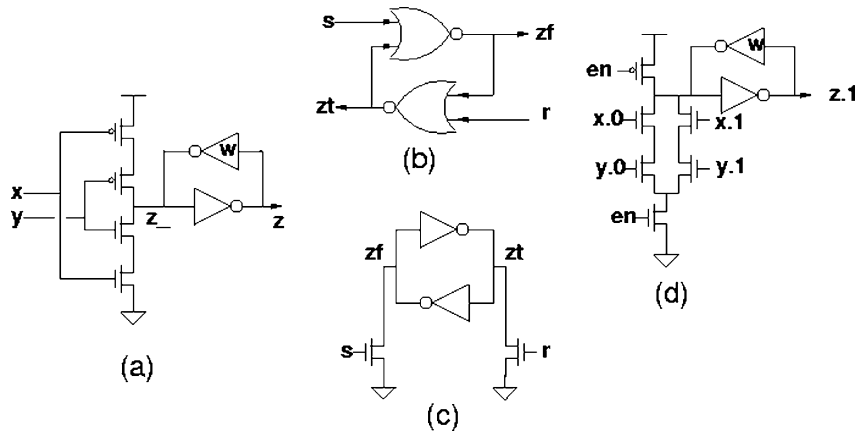 x
y
z_
w
z
(a)
s
zf
zt
r
(b)
zf
zt
s
r
(c)
en
w
z.1
x.0
x.1
y.0
y.1
en
(d)